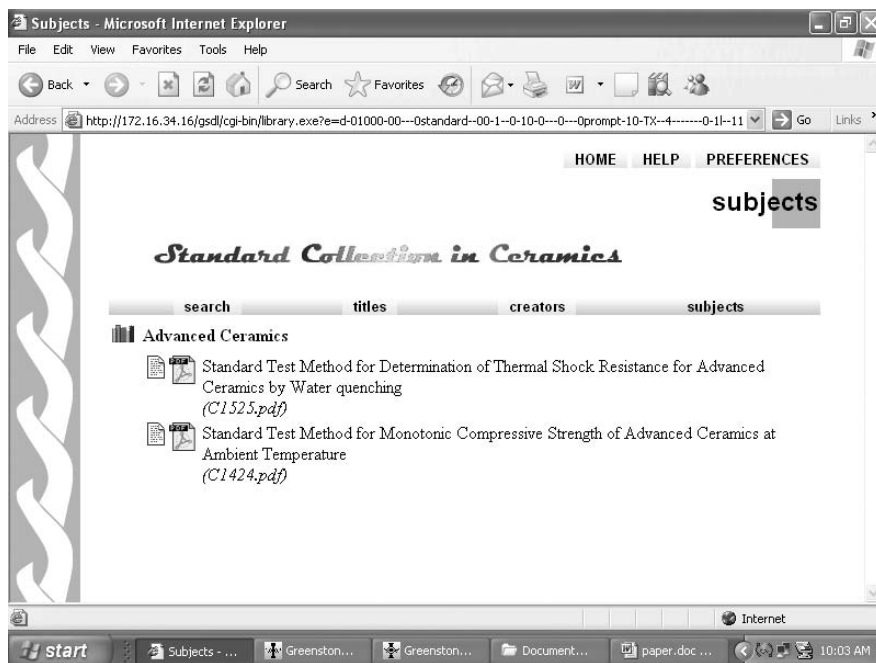 Subjects - Microsoft Internet Explorer
File Edit View Favorites Tools Help
Back Search Favorites
Address http://172.16.34.16/gsdl/cgi-bin/library.exe?e=d-01000-00---0standard--00-1--0-10-0---0---0prompt-10-TX--4-------0-1l--11 Go Links
HOME HELP PREFERENCES
subjects
Standard Collection in Ceramics
search titles creators subjects
Advanced Ceramics
PDF Standard Test Method for Determination of Thermal Shock Resistance for Advanced
Ceramics by Water quenching
(C1525.pdf)
PDF Standard Test Method for Monotonic Compressive Strength of Advanced Ceramics at
Ambient Temperature
(C1424.pdf)
Internet
start Subjects - ... Greenston... Greenston... Document... paper.doc ... 10:03 AM